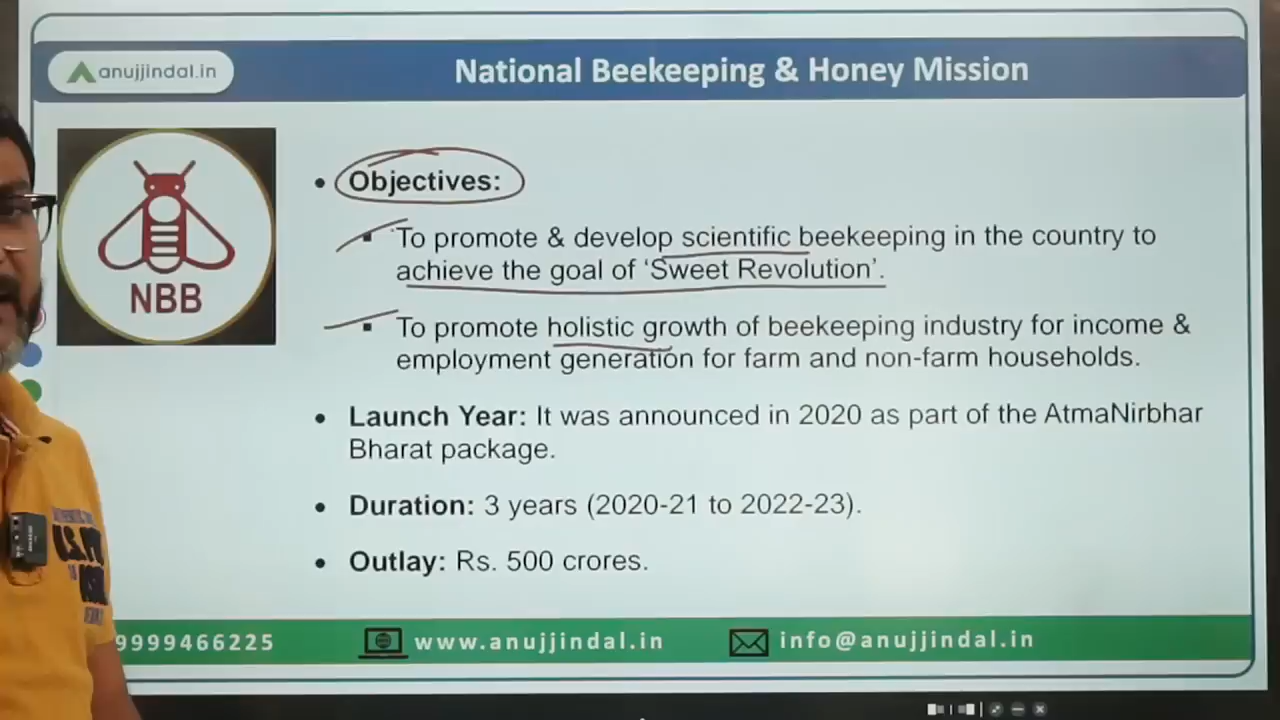 anujjindal.in
National Beekeeping & Honey Mission
NBB
• Objectives:
▪ To promote & develop scientific beekeeping in the country to
achieve the goal of ‘Sweet Revolution’.
▪ To promote holistic growth of beekeeping industry for income &
employment generation for farm and non-farm households.
• Launch Year: It was announced in 2020 as part of the AtmaNirbhar
Bharat package.
• Duration: 3 years (2020-21 to 2022-23).
• Outlay: Rs. 500 crores.
9999466225
www.anujjindal.in
info@anujjindal.in